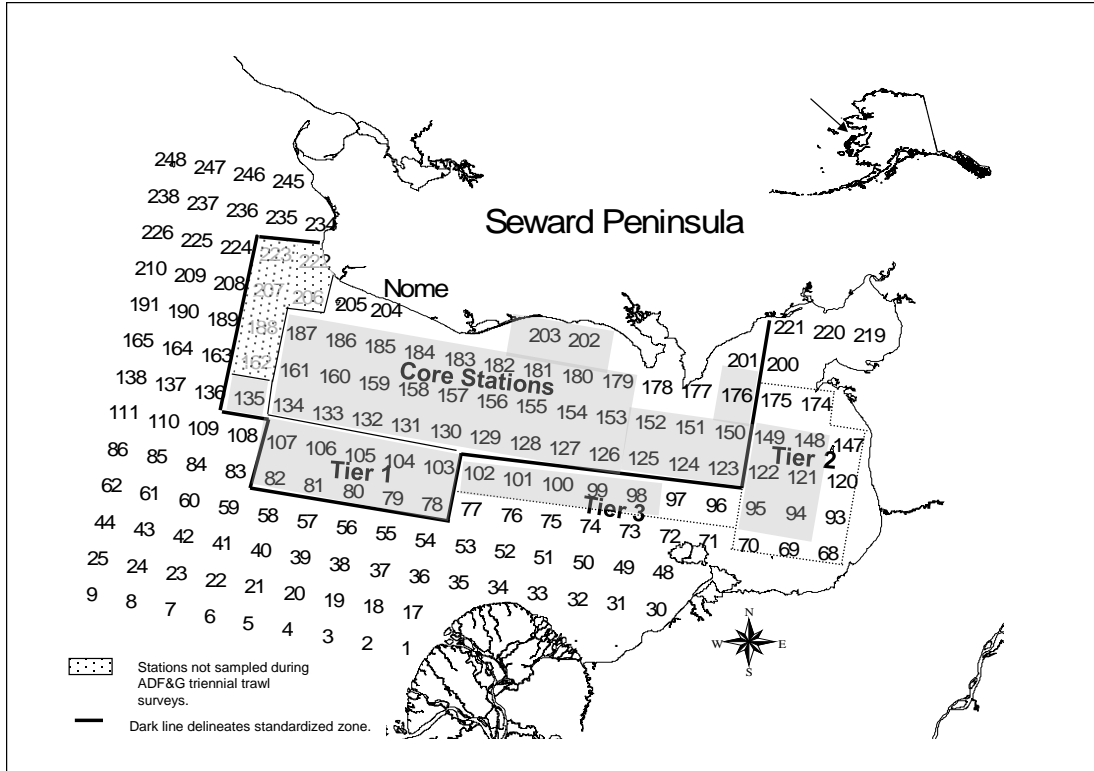 Seward Peninsula
248 247 246 245
238 237 236 235 234
226 225 224 223 222
210 209 208 207 206 205 204 Nome
191 190 189 188 187 186 185 184 183 182 181 180 179 178 177 176 175 174
203 202
221 220 219
201 200
165 164 163 162 161 160 159 158 157 156 155 154 153 152 151 150 149 148 147
Core Stations
138 137 136 135 134 133 132 131 130 129 128 127 126 125 124 123 122 121 120
Tier 2
111 110 109 108 107 106 105 104 103 102 101 100 99 98 97 96 95 94 93
Tier 1
Tier 3
86 85 84 83 82 81 80 79 78 77 76 75 74 73 72 71 70 69 68
62 61 60 59 58 57 56 55 54 53 52 51 50 49 48
44 43 42 41 40 39 38 37 36 35 34 33 32 31 30
25 24 23 22 21 20 19 18 17
9 8 7 6 5 4 3 2 1
N
W E
S
Stations not sampled during
ADF&G triennial trawl
surveys.
Dark line delineates standardized zone.